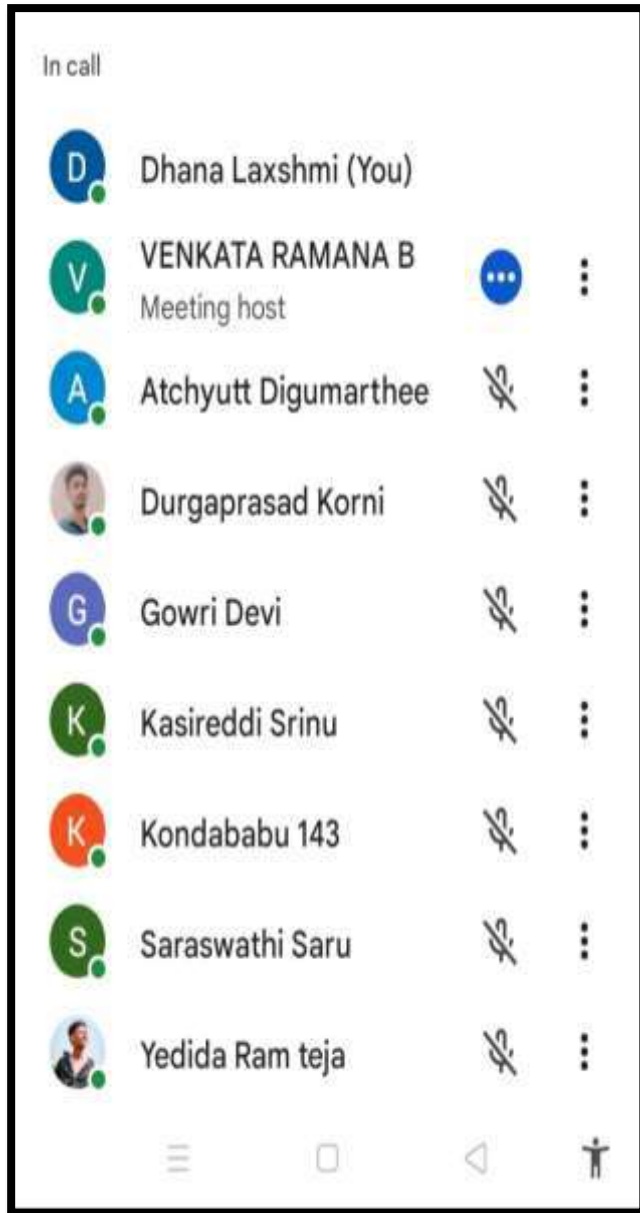 In call
D
Dhana Laxshmi (You)
V
VENKATA RAMANA B
Meeting host
A
Atchyutt Digumarthee
Durgaprasad Korni
G
Gowri Devi
K
Kasireddi Srinu
K
Kondababu 143
S
Saraswathi Saru
Yedida Ram teja